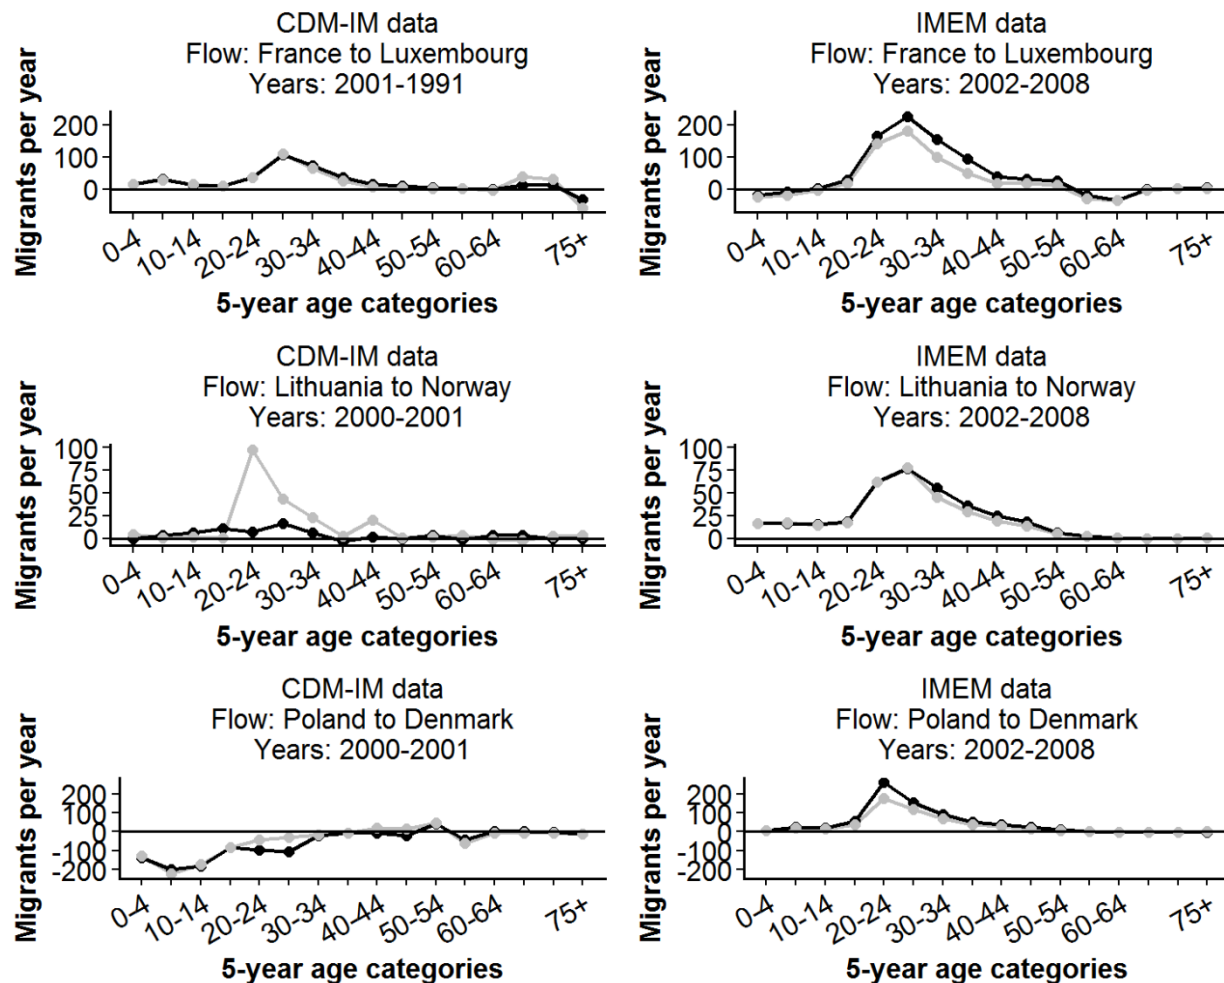 CDM-IM data
Flow: France to Luxembourg
Years: 2001-1991
Migrants per year
200
100
0
0-4
10-14
20-24
30-34
40-44
50-54
60-64
75+
5-year age categories
IMEM data
Flow: France to Luxembourg
Years: 2002-2008
Migrants per year
200
100
0
0-4
10-14
20-24
30-34
40-44
50-54
60-64
75+
5-year age categories
CDM-IM data
Flow: Lithuania to Norway
Years: 2000-2001
Migrants per year
100
75
50
25
0
0-4
10-14
20-24
30-34
40-44
50-54
60-64
75+
5-year age categories
IMEM data
Flow: Lithuania to Norway
Years: 2002-2008
Migrants per year
100
75
50
25
0
0-4
10-14
20-24
30-34
40-44
50-54
60-64
75+
5-year age categories
CDM-IM data
Flow: Poland to Denmark
Years: 2000-2001
Migrants per year
200
100
0
-100
-200
0-4
10-14
20-24
30-34
40-44
50-54
60-64
75+
5-year age categories
IMEM data
Flow: Poland to Denmark
Years: 2002-2008
Migrants per year
200
100
0
-100
-200
0-4
10-14
20-24
30-34
40-44
50-54
60-64
75+
5-year age categories